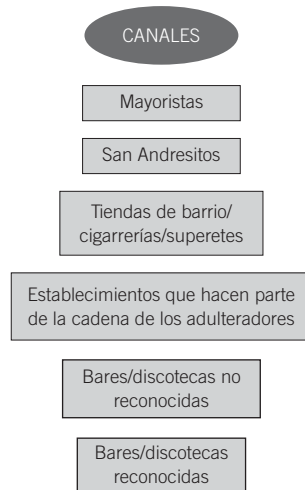 CANALES
Mayoristas
San Andresitos
Tiendas de barrio/
cigarrerías/superetes
Establecimientos que hacen parte
de la cadena de los adulteradores
Bares/discotecas no
reconocidas
Bares/discotecas
reconocidas